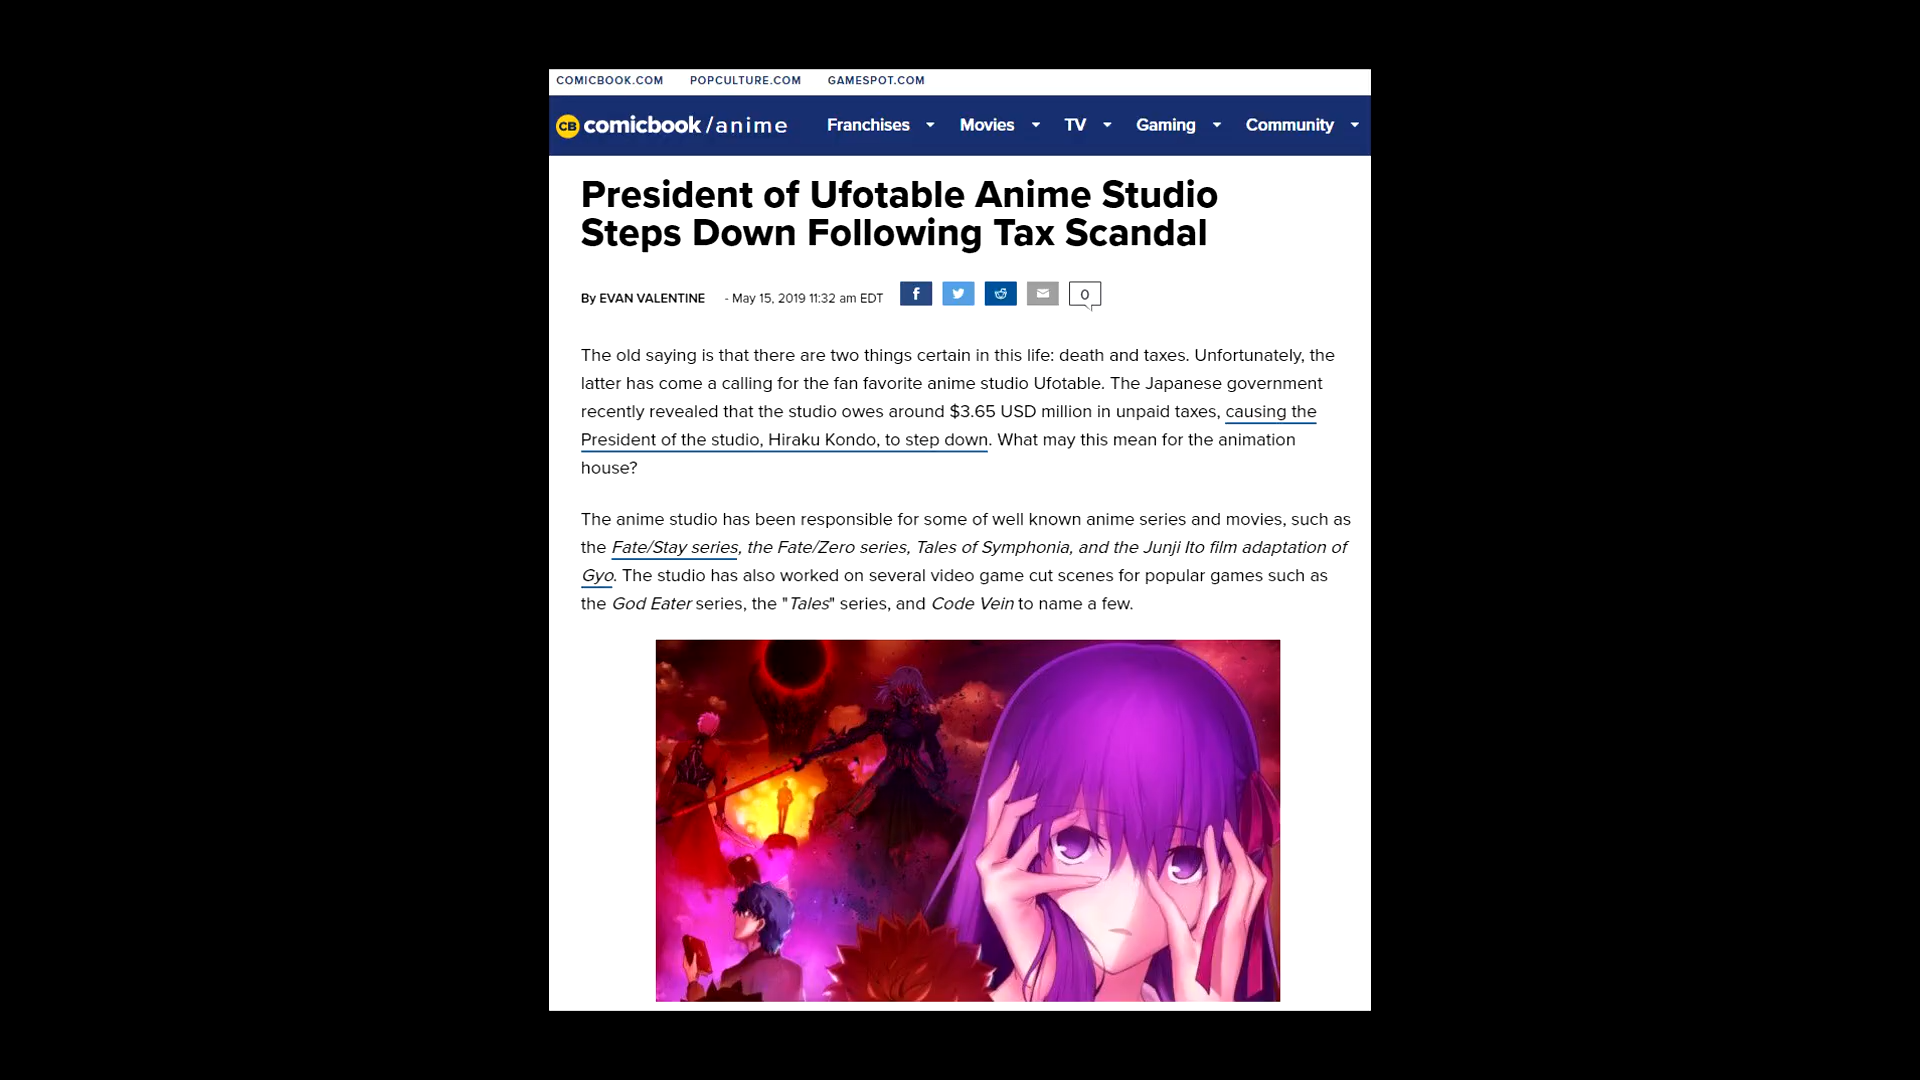 COMICBOOK.COM POPCULTURE.COM GAMESPOT.COM
CB comicbook/anime Franchises Movies TV Gaming Community
President of Ufotable Anime Studio
Steps Down Following Tax Scandal
By EVAN VALENTINE - May 15, 2019 11:32 am EDT f 0
The old saying is that there are two things certain in this life: death and taxes. Unfortunately, the
latter has come a calling for the fan favorite anime studio Ufotable. The Japanese government
recently revealed that the studio owes around $3.65 USD million in unpaid taxes, causing the
President of the studio, Hiraku Kondo, to step down. What may this mean for the animation
house?
The anime studio has been responsible for some of well known anime series and movies, such as
the Fate/Stay series, the Fate/Zero series, Tales of Symphonia, and the Junji Ito film adaptation of
Gyo. The studio has also worked on several video game cut scenes for popular games such as
the God Eater series, the "Tales" series, and Code Vein to name a few.